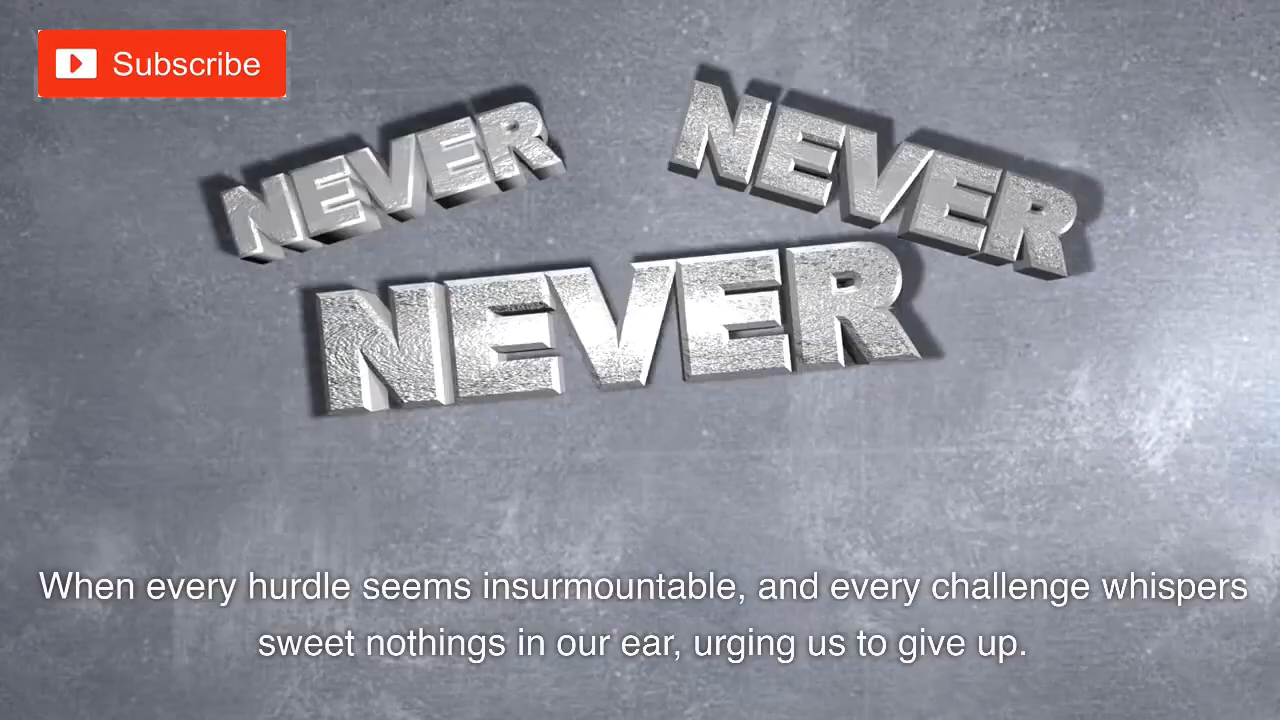 Subscribe
NEVER
NEVER
NEVER
When every hurdle seems insurmountable, and every challenge whispers
sweet nothings in our ear, urging us to give up.